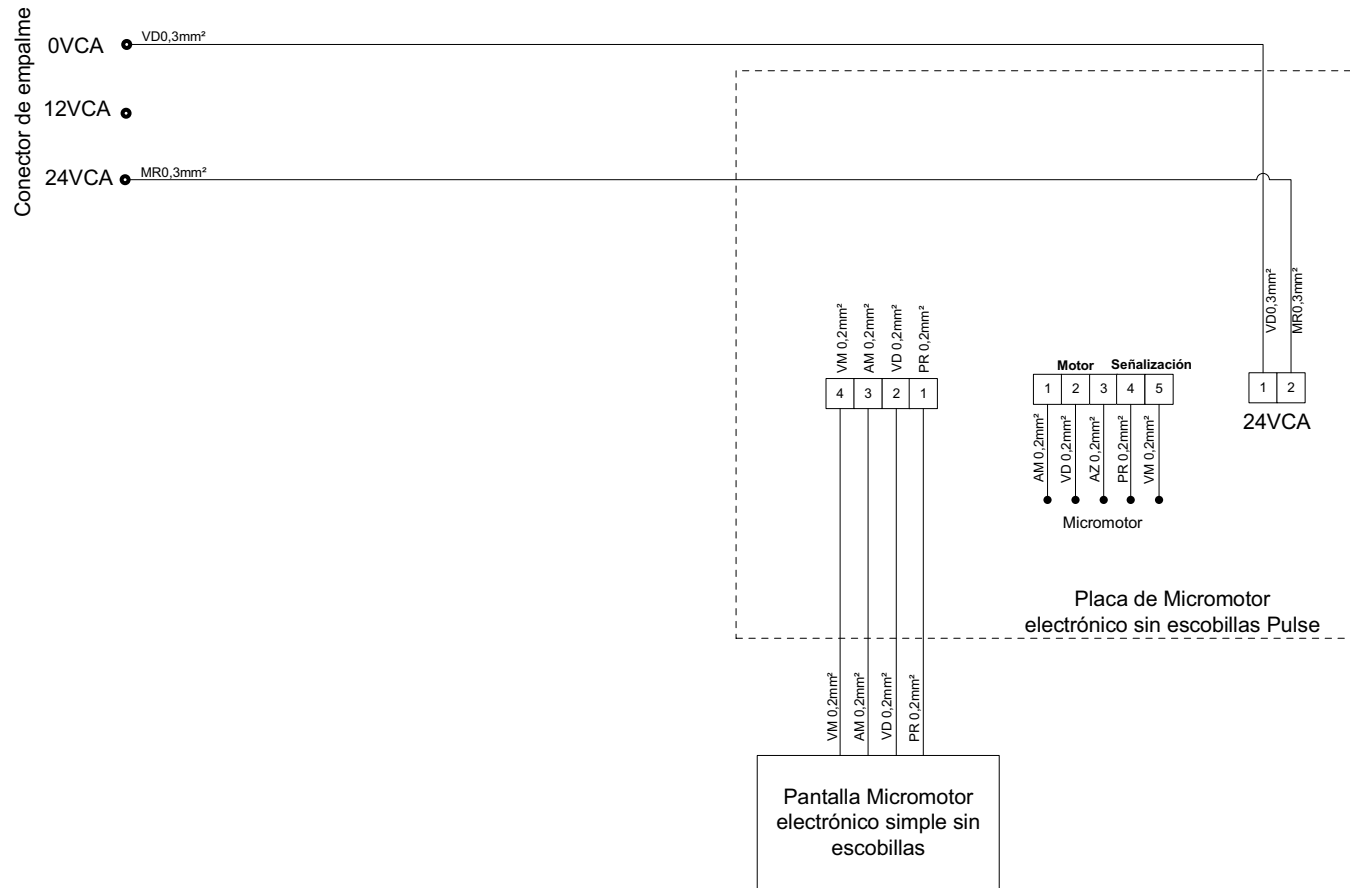 Conector de empalme
0VCA
VD0,3mm²
12VCA
24VCA
MR0,3mm²
VD0,3mm²
MR0,3mm²
VM 0,2mm²
AM 0,2mm²
VD 0,2mm²
PR 0,2mm²
4 3 2 1
Motor Señalización
1 2 3 4 5
1 2
24VCA
AM 0,2mm²
VD 0,2mm²
AZ 0,2mm²
PR 0,2mm²
VM 0,2mm²
Micromotor
Placa de Micromotor
electrónico sin escobillas Pulse
VM 0,2mm²
AM 0,2mm²
VD 0,2mm²
PR 0,2mm²
Pantalla Micromotor
electrónico simple sin
escobillas